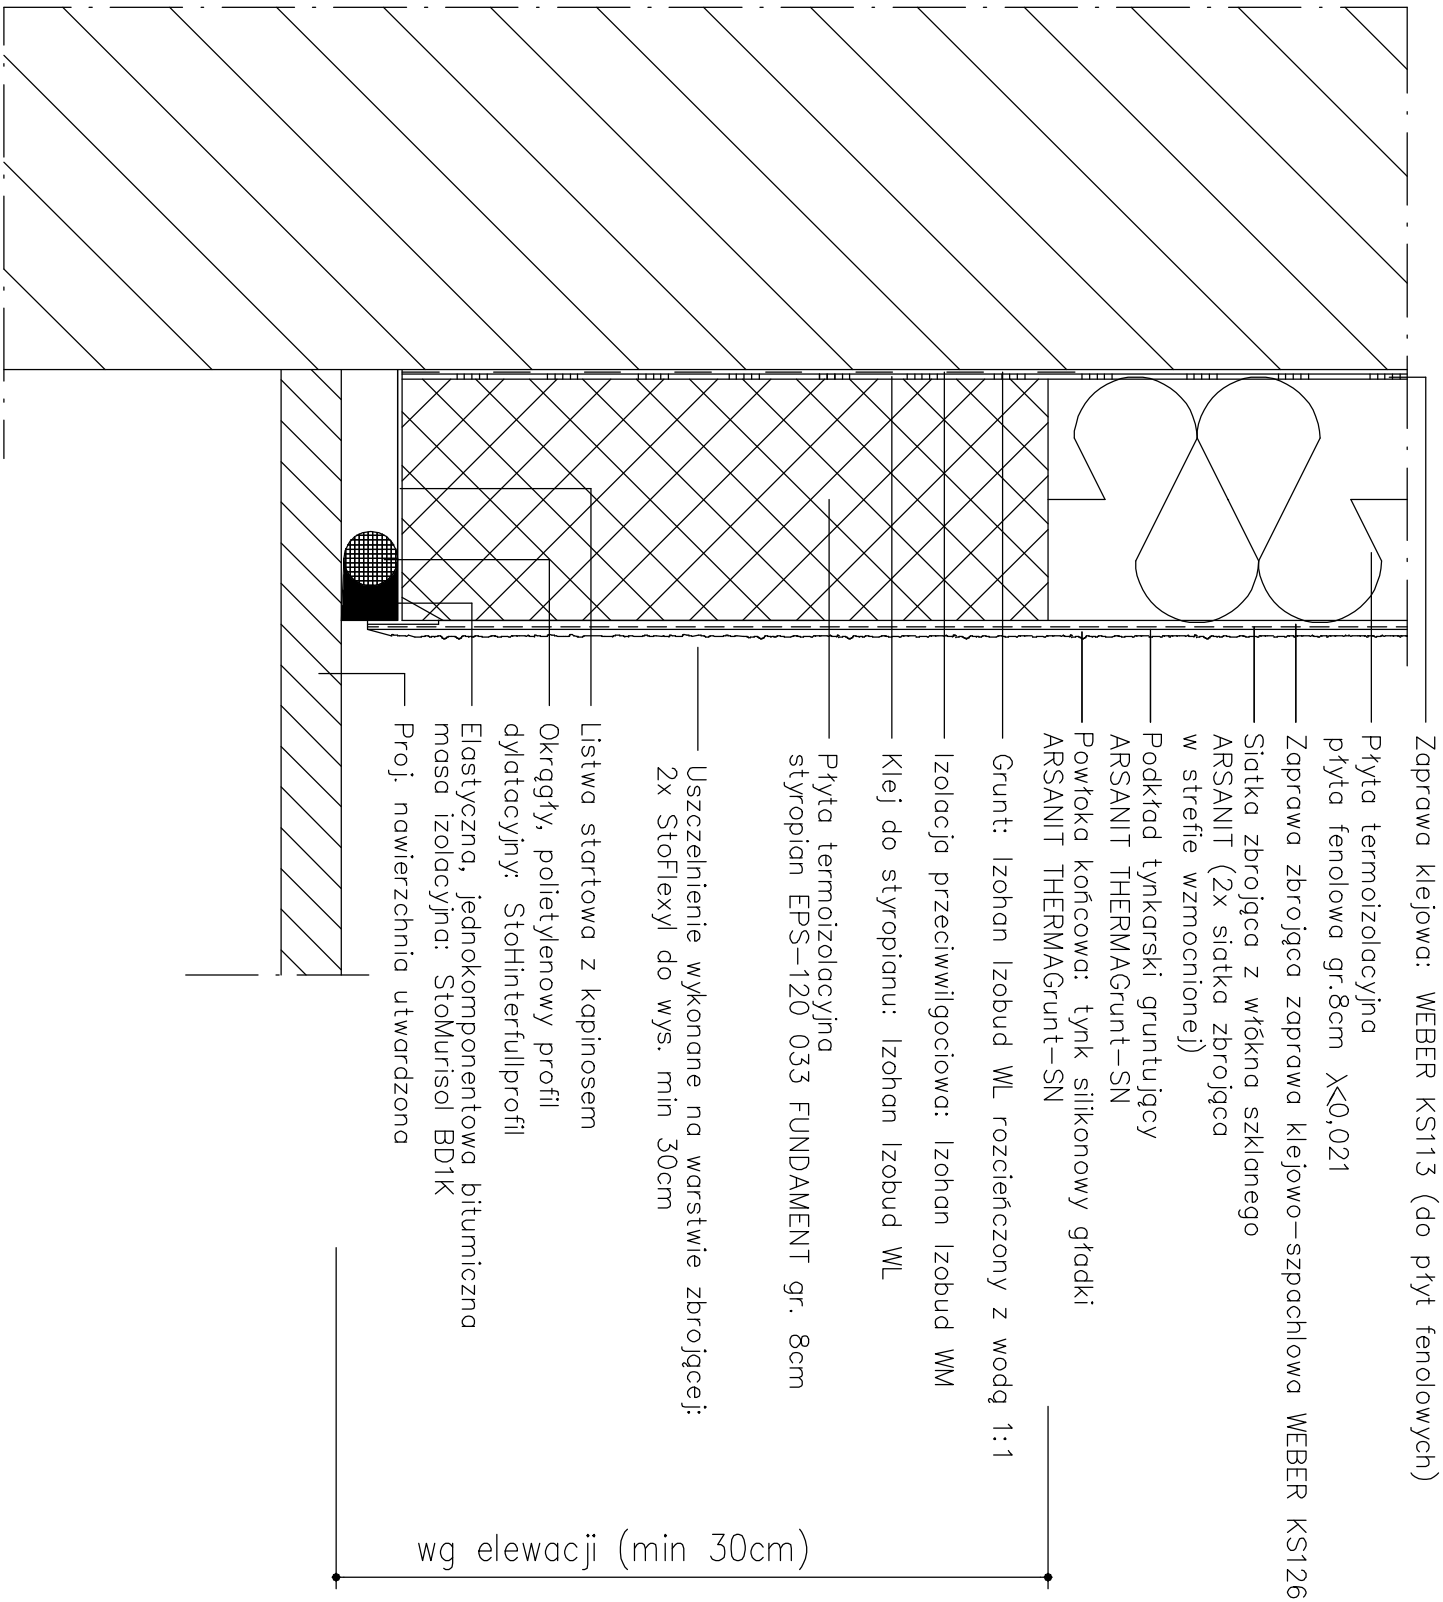 Zaprawa klejowa: WEBER KS113 (do płyt fenolowych)
Płyta termoizolacyjna
płyta fenolowa gr.8cm λ<0,021
Zaprawa zbrojąca zaprawa klejowo-szpachlowa WEBER KS126
Siatka zbrojąca z włókna szklanego
ARSANIT (2x siatka zbrojąca
w strefie wzmocnionej)
Podkład tynkarski gruntujący
ARSANIT THERMAGrunt-SN
Powłoka końcowa: tynk silikonowy gładki
ARSANIT THERMAGrunt-SN
Grunt: Izohan Izobud WL rozcieńczony z wodą 1:1
Izolacja przeciwwilgociowa: Izohan Izobud WM
Klej do styropianu: Izohan Izobud WL
Płyta termoizolacyjna
styropian EPS-120 033 FUNDAMENT gr. 8cm
Uszczelnienie wykonane na warstwie zbrojącej:
2x StoFlexyl do wys. min 30cm
Listwa startowa z kapinosem
Okrągły, polietylenowy profil
dylatacyjny: StoHinterfullprofil
Elastyczna, jednokomponentowa bitumiczna
masa izolacyjna: StoMurisol BD1K
Proj. nawierzchnia utwardzona
wg elewacji (min 30cm)